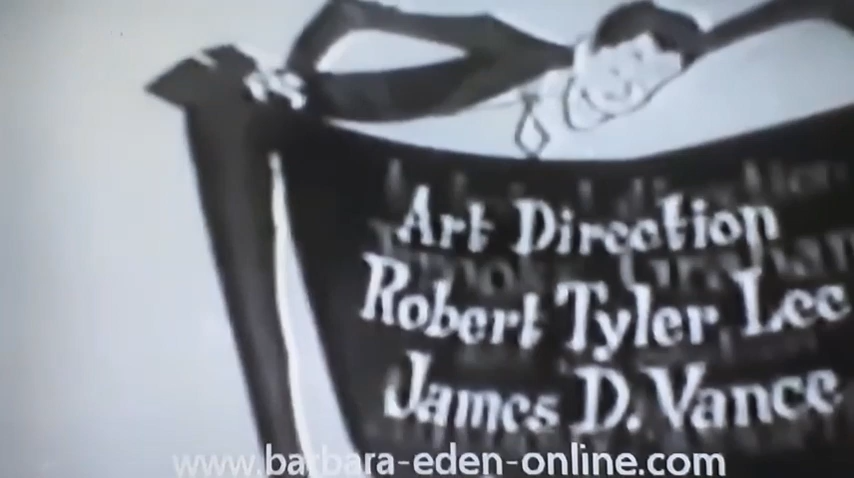 Art Direction
Robert Tyler Lee
James D. Vance
www.barbara-eden-online.com